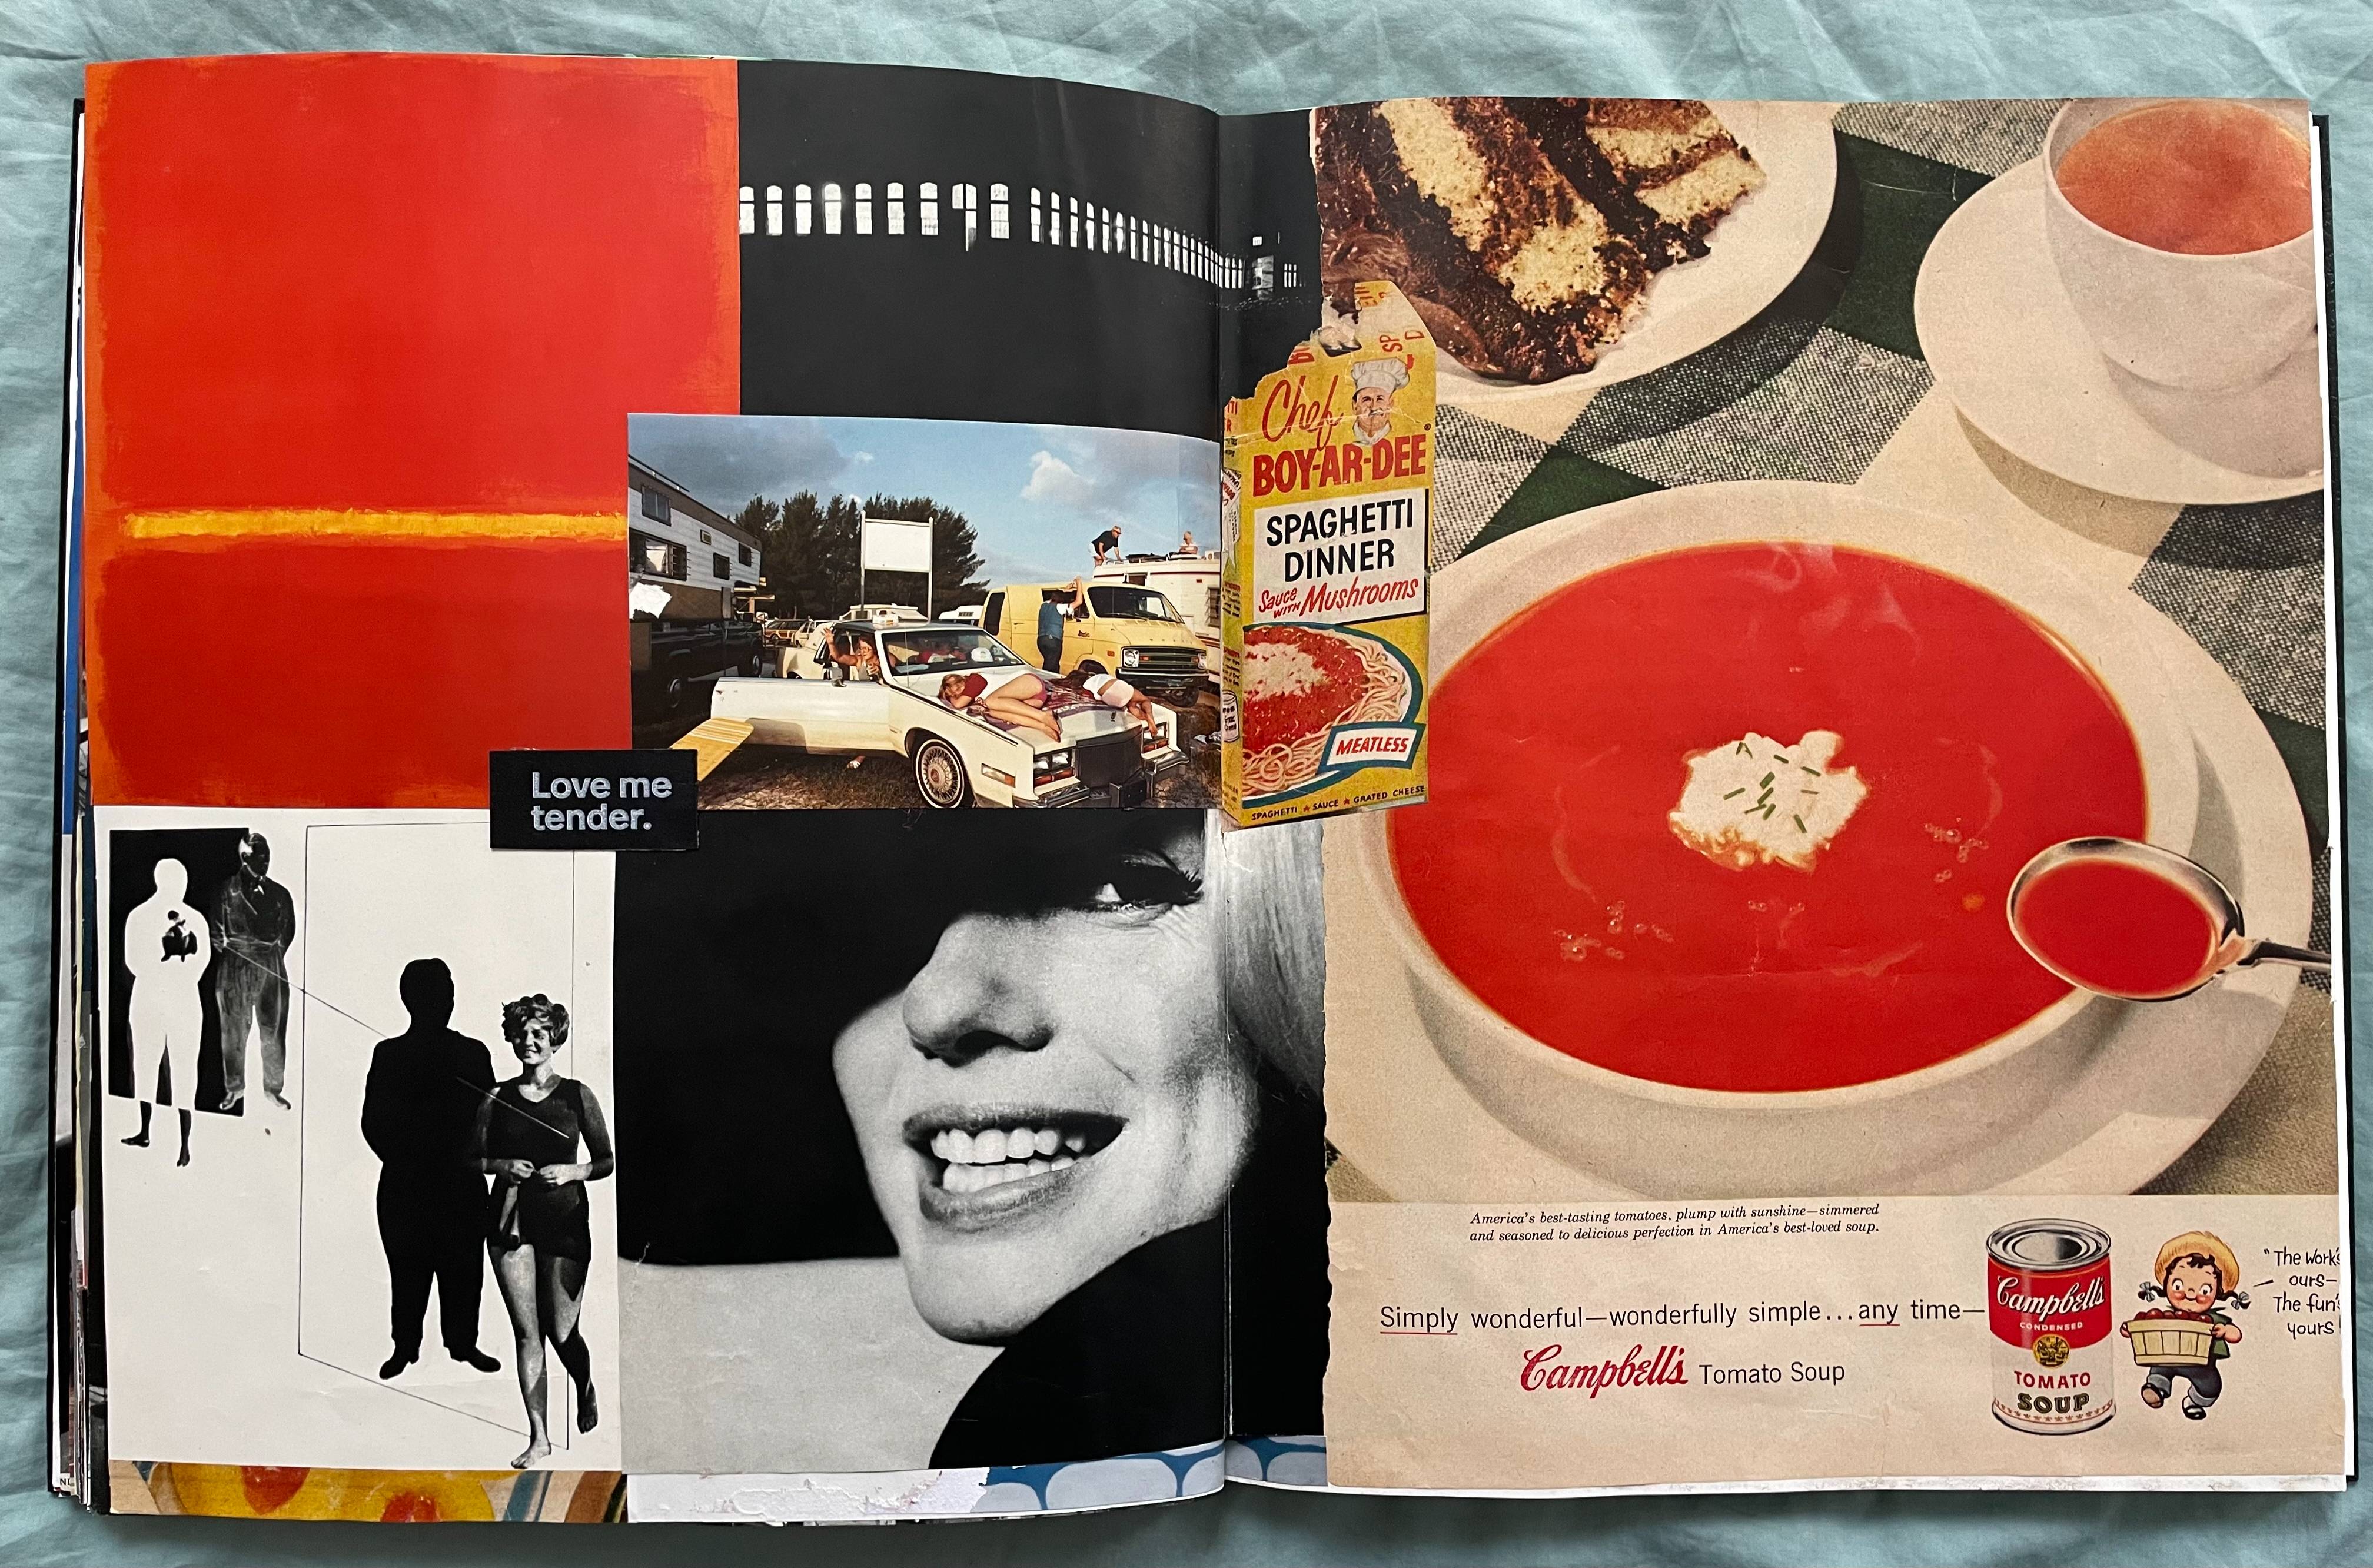 Love me
tender.
Chef
BOY-AR-DEE®
SPAGHETTI
DINNER
Sauce
WITH Mushrooms
MEATLESS
SPAGHETTI ★ SAUCE ★ GRATED CHEESE
America's best-tasting tomatoes, plump with sunshine—simmered
and seasoned to delicious perfection in America's best-loved soup.
Simply wonderful—wonderfully simple...any time—
Campbell's Tomato Soup
Campbell's
CONDENSED
TOMATO
SOUP
"The work's
ours—
The fun's
yours